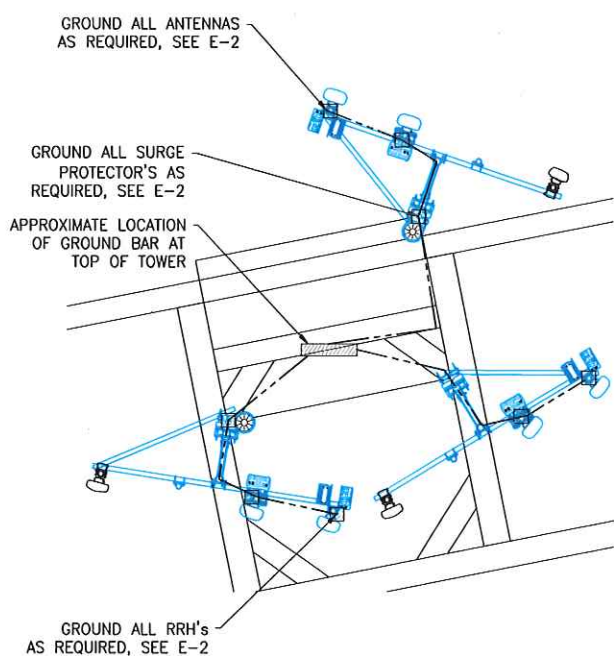 GROUND ALL ANTENNAS
AS REQUIRED, SEE E-2
GROUND ALL SURGE
PROTECTOR'S AS
REQUIRED, SEE E-2
APPROXIMATE LOCATION
OF GROUND BAR AT
TOP OF TOWER
GROUND ALL RRH's
AS REQUIRED, SEE E-2